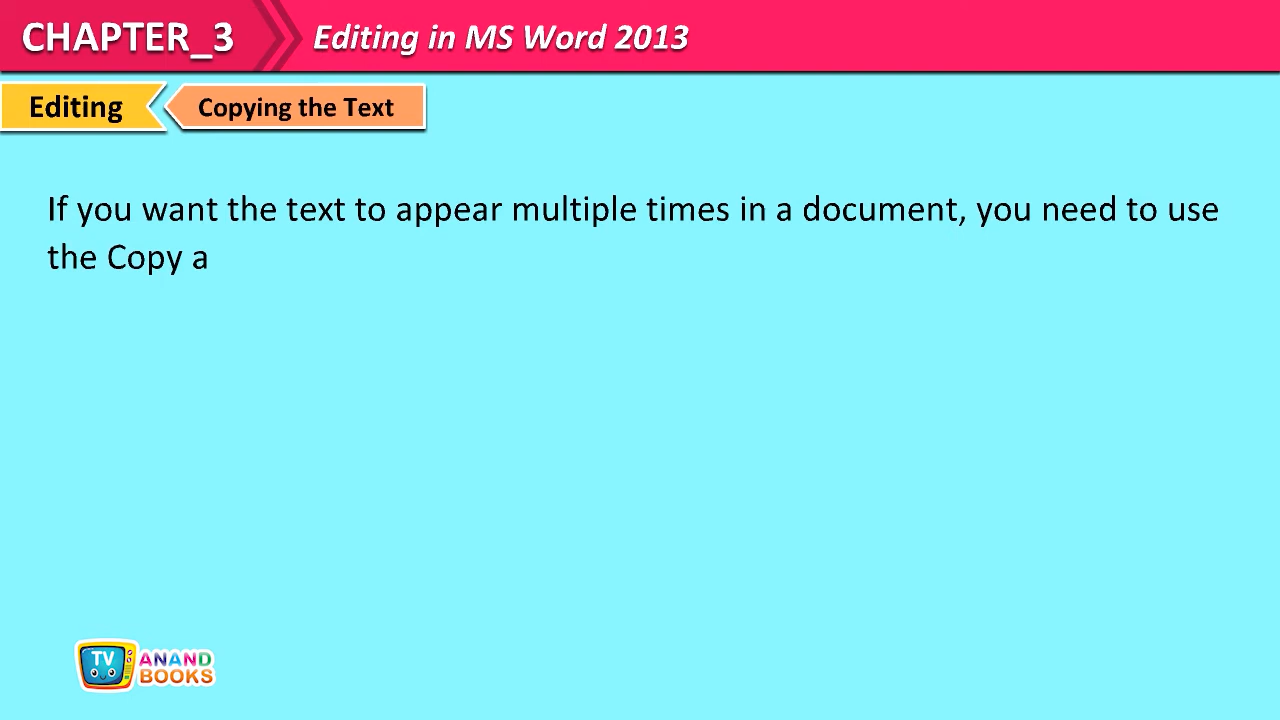 CHAPTER_3
Editing in MS Word 2013
Editing
Copying the Text
If you want the text to appear multiple times in a document, you need to use
the Copy a
TV
ANAND
BOOKS